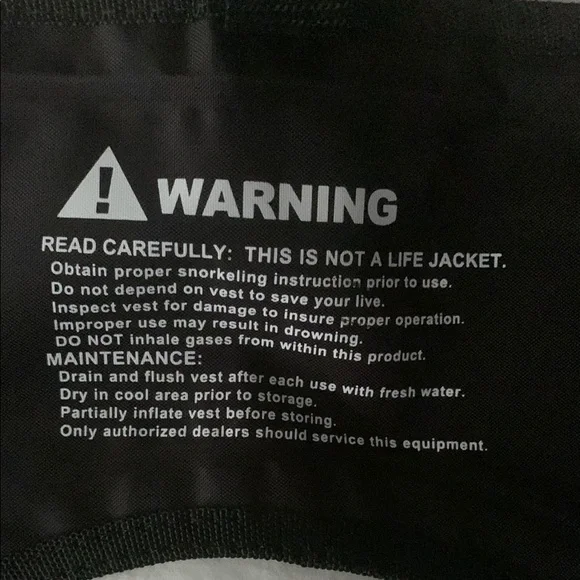 WARNING
READ CAREFULLY: THIS IS NOT A LIFE JACKET.
Obtain proper snorkeling instruction prior to use.
Do not depend on vest to save your live.
Inspect vest for damage to insure proper operation.
Improper use may result in drowning.
DO NOT inhale gases from within this product.
MAINTENANCE:
Drain and flush vest after each use with fresh water.
Dry in cool area prior to storage.
Partially inflate vest before storing.
Only authorized dealers should service this equipment.